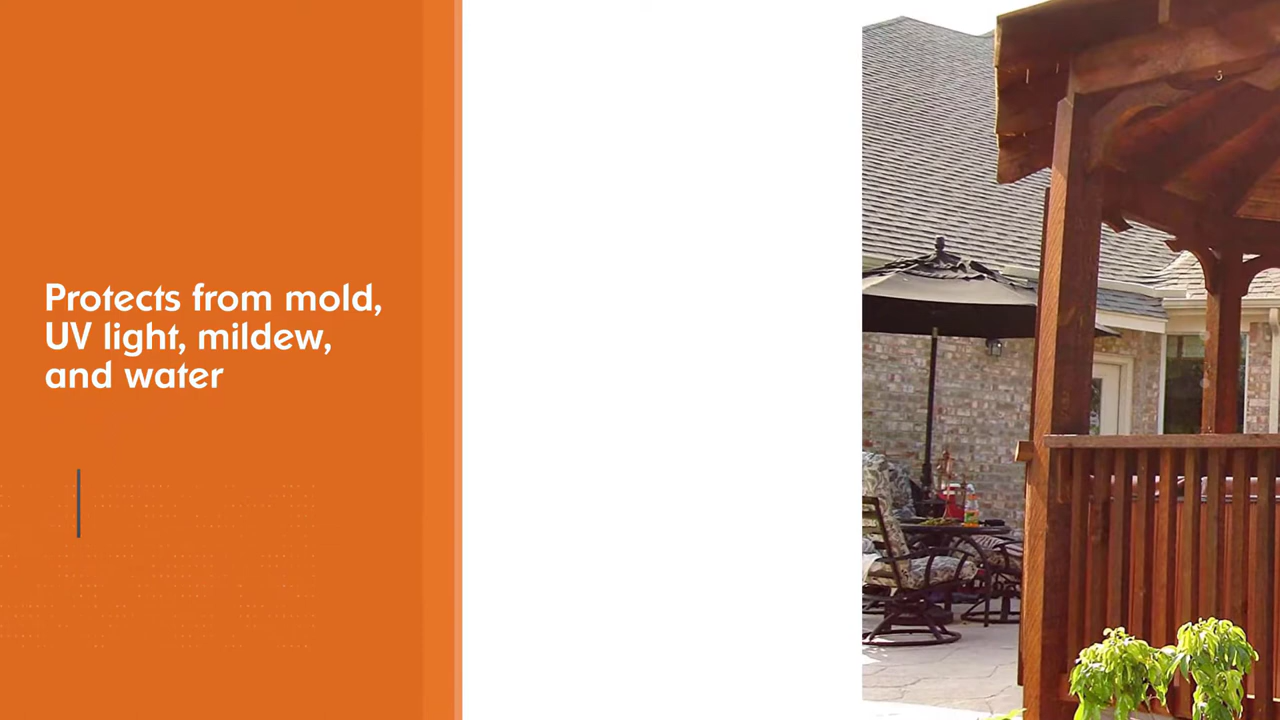 Protects from mold,
UV light, mildew,
and water